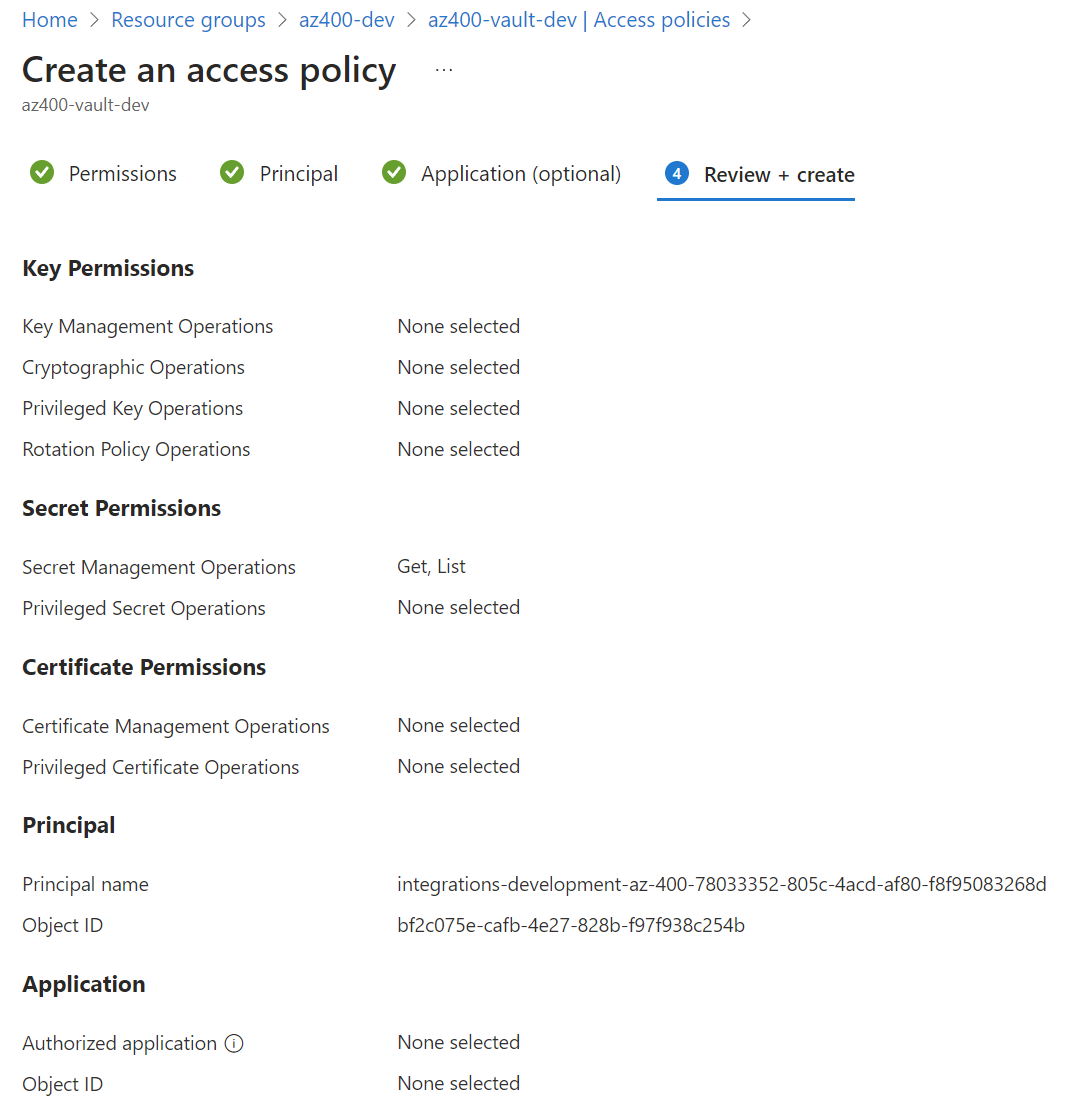 Home > Resource groups > az400-dev > az400-vault-dev | Access policies >
Create an access policy ...
az400-vault-dev
Permissions Principal Application (optional) 4 Review + create
Key Permissions
Key Management Operations None selected
Cryptographic Operations None selected
Privileged Key Operations None selected
Rotation Policy Operations None selected
Secret Permissions
Secret Management Operations Get, List
Privileged Secret Operations None selected
Certificate Permissions
Certificate Management Operations None selected
Privileged Certificate Operations None selected
Principal
Principal name integrations-development-az-400-78033352-805c-4acd-af80-f8f95083268d
Object ID bf2c075e-cafb-4e27-828b-f97f938c254b
Application
Authorized application None selected
Object ID None selected